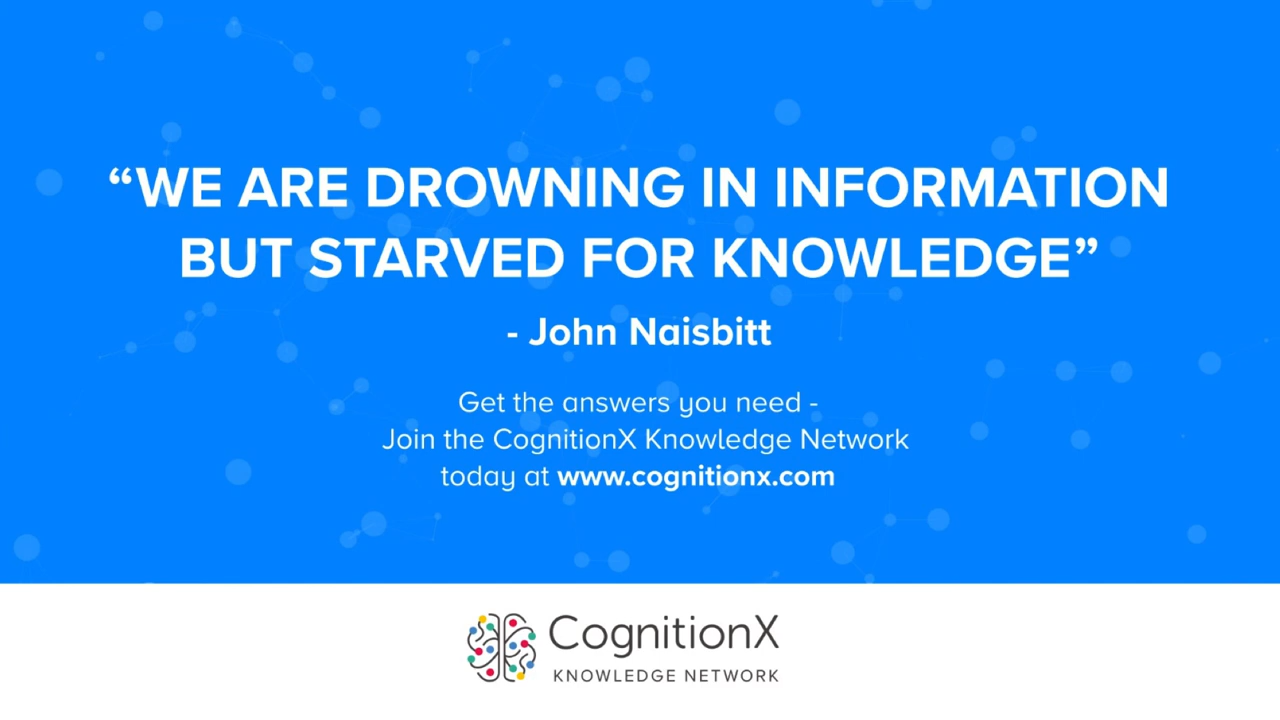 “WE ARE DROWNING IN INFORMATION
BUT STARVED FOR KNOWLEDGE”
- John Naisbitt
Get the answers you need -
Join the CognitionX Knowledge Network
today at www.cognitionx.com
CognitionX
KNOWLEDGE NETWORK